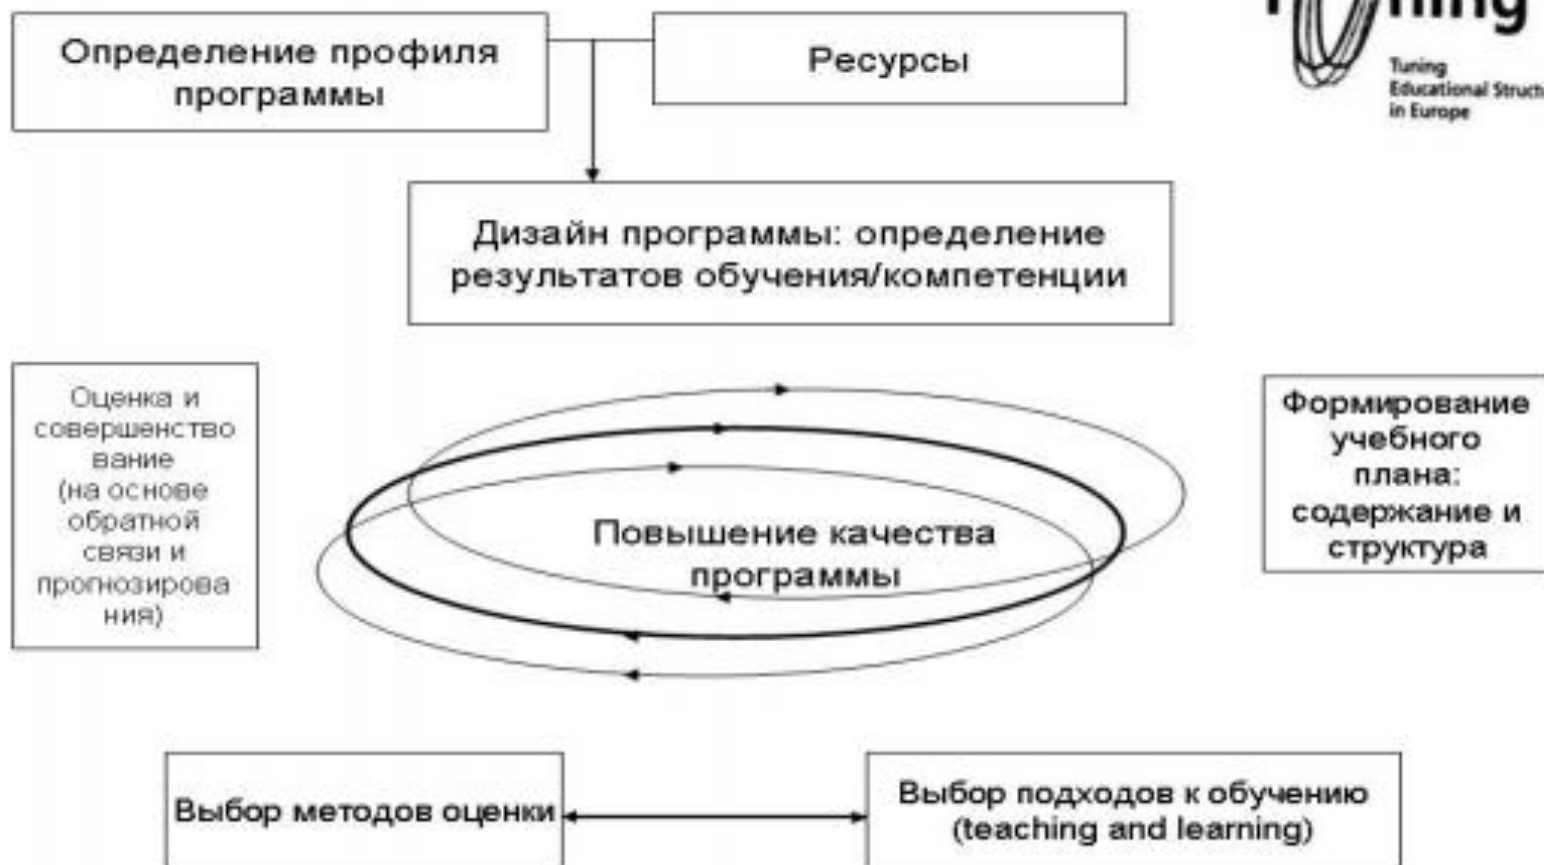 Определение профиля
программы
Ресурсы
Tuning
Educational Struct
in Europe
Дизайн программы: определение
результатов обучения/компетенции
Оценка и
совершенство
вание
(на основе
обратной
связи и
прогнозирова
ния)
Повышение качества
программы
Формирование
учебного
плана:
содержание и
структура
Выбор методов оценки
Выбор подходов к обучению
(teaching and learning)